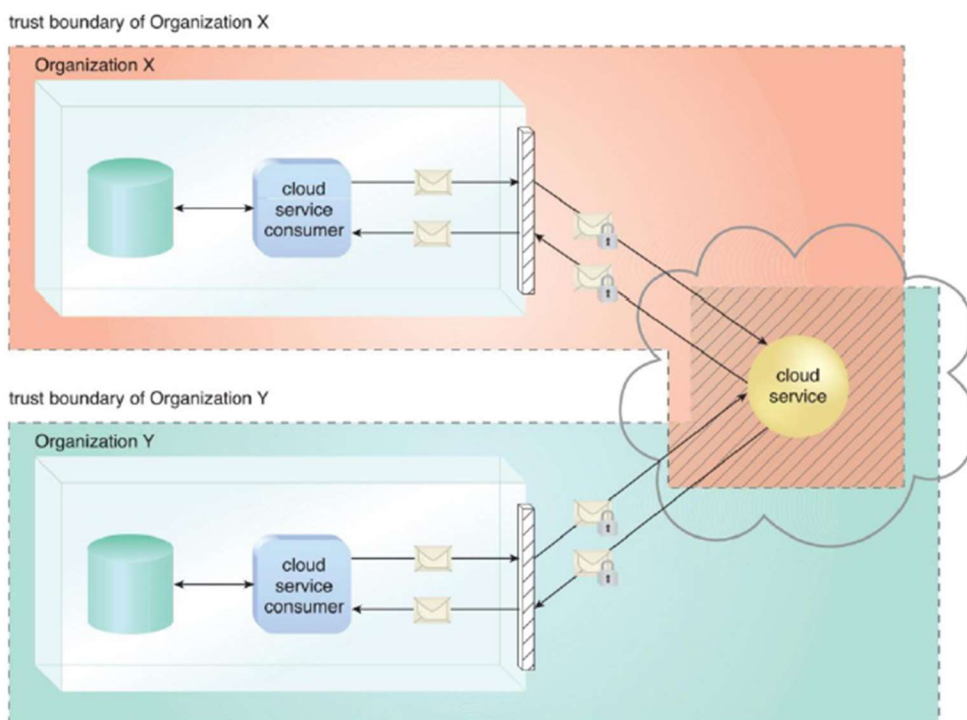 trust boundary of Organization X
Organization X
cloud
service
consumer
cloud
service
trust boundary of Organization Y
Organization Y
cloud
service
consumer